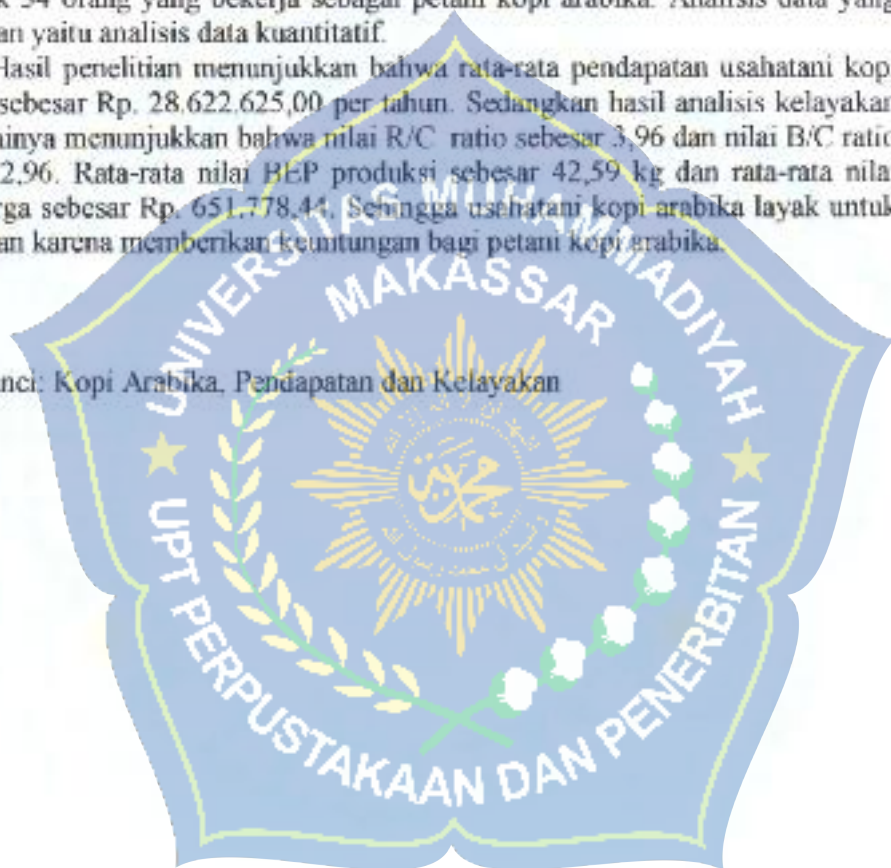 34 orang yang bekerja sebagai petani kopi arabika. Analisis data yang
an yaitu analisis data kuantitatif.
Hasil penelitian menunjukkan bahwa rata-rata pendapatan usahatani kopi
sebesar Rp. 28.622.625,00 per tahun. Sedangkan hasil analisis kelayakan
ainya menunjukkan bahwa nilai R/C ratio sebesar 3,96 dan nilai B/C ratio
2,96. Rata-rata nilai BEP produksi sebesar 42,59 kg dan rata-rata nilai
rga sebesar Rp. 651.778,44. Sehingga usahatani kopi arabika layak untuk
an karena memberikan keuntungan bagi petani kopi arabika.
nci: Kopi Arabika, Pendapatan dan Kelayakan
UNIVERSITAS MUHAMMADIYAH
MAKASSAR
UPT PERPUSTAKAAN DAN PENERBITAN